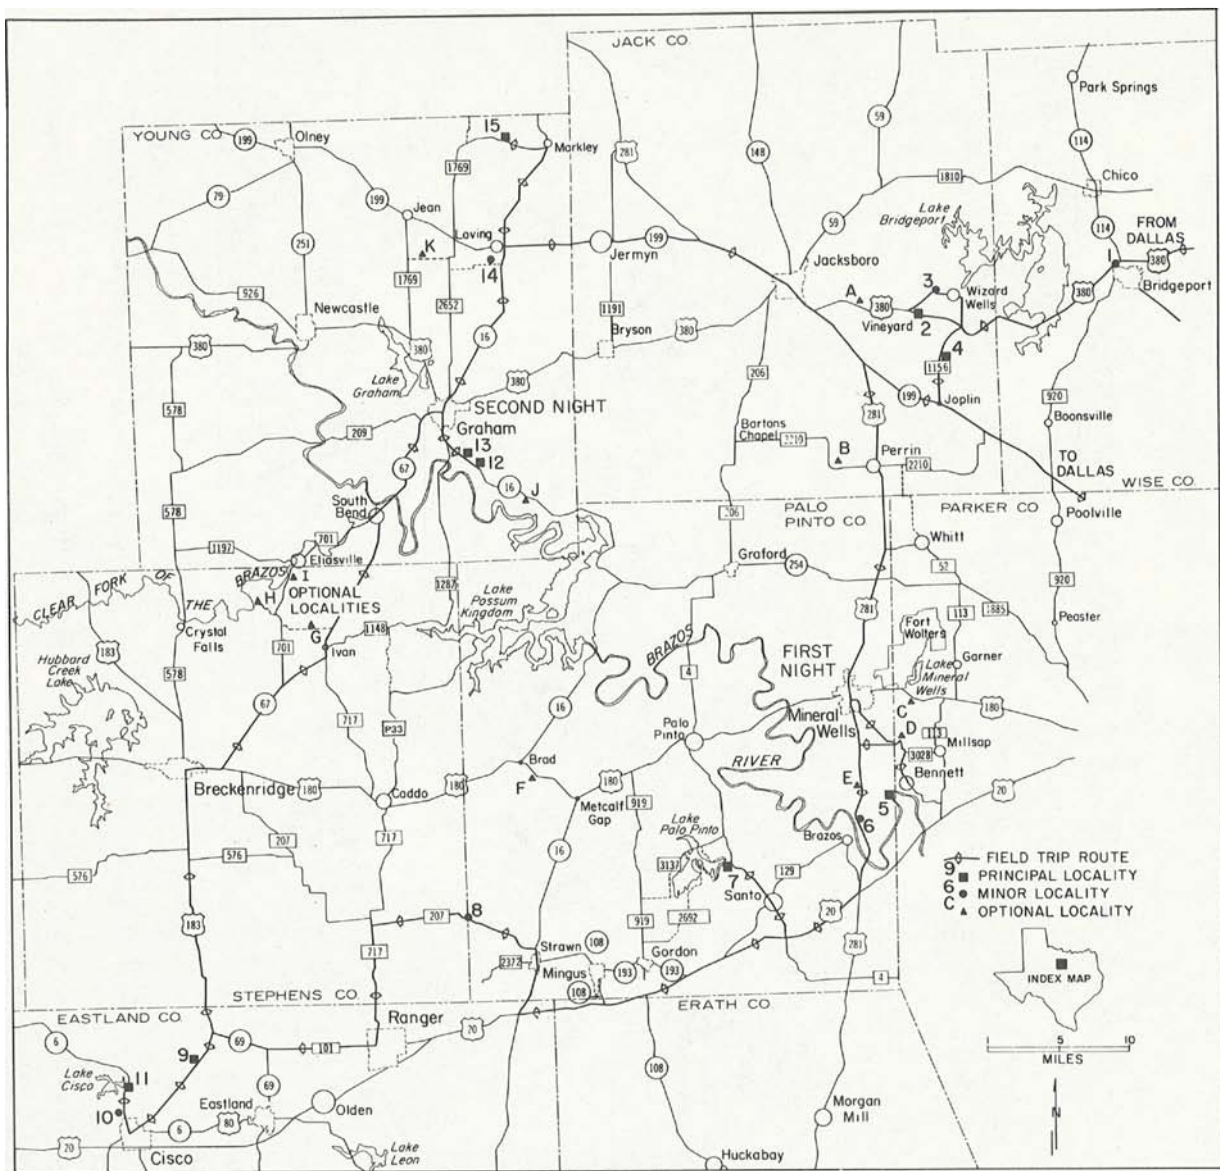 JACK CO.
Park Springs
YOUNG CO.
199
Olney
15
Markley
281
148
59
114
79
251
199
1769
Jean
K
Loving
14
Jermyn
199
59
1810
Chico
Lake
Bridgeport
114
FROM
DALLAS
380
1
Bridgeport
Jacksboro
A
380
3
Wizard
Wells
Vineyard
2
380
4
1156
Joplin
926
Newcastle
1769
2652
380
16
1191
Bryson
380
380
Lake
Graham
380
206
199
920
Boonsville
578
209
SECOND NIGHT
Graham
13
12
67
16
J
Bartons
Chapel
2210
B
281
Perrin
2210
TO
DALLAS
WISE CO.
578
South
Bend
1197
701
Eliasville
206
PALO
PINTO CO.
PARKER CO
Whitt
Poolville
CLEAR FORK OF THE BRAZOS
I
H
OPTIONAL
LOCALITIES
G
1287
Lake
Possum
Kingdom
Graford
254
52
920
281
113
1885
Peaster
Crystal
Falls
183
Hubbard
Creek
Lake
578
701
1148
Ivan
67
717
P33
BRAZOS
4
16
FIRST
NIGHT
Fort
Wolters
Garner
Lake
Mineral
Wells
Mineral
Wells
C
180
D
113
Millsap
3028
Bennett
Palo
Pinto
RIVER
E
5
20
Breckenridge
180
Caddo
180
Brad
F
180
Metcalf
Gap
919
Lake
Palo Pinto
6
Brazos
207
576
576
717
16
3137
7
129
Santo
FIELD TRIP ROUTE
9
PRINCIPAL LOCALITY
6
MINOR LOCALITY
C
OPTIONAL LOCALITY
183
207
8
717
919
2692
20
281
Strawn
108
2372
Mingus
193
Gordon
193
108
4
INDEX MAP
STEPHENS CO.
EASTLAND CO.
ERATH CO.
Ranger
20
6
69
101
9
Lake
Cisco
11
69
108
5
10
MILES
10
6
80
Eastland
Olden
Morgan
Mill
N
20
Cisco
Lake
Leon
Huckabay